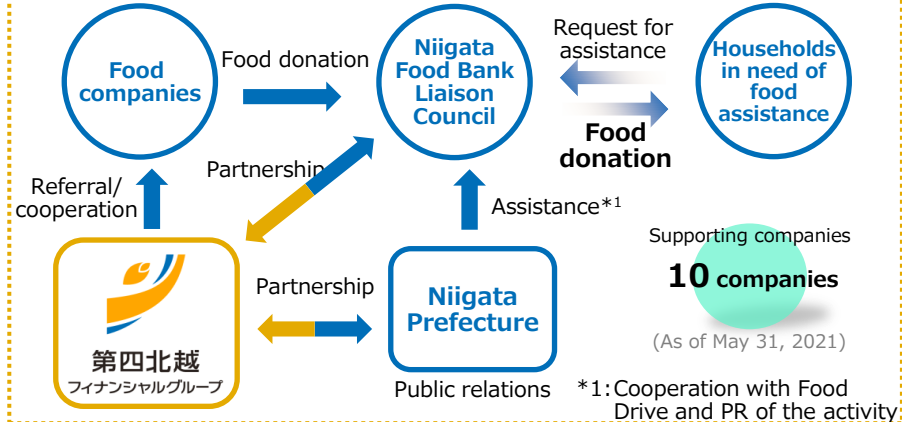 Food
companies
Food donation
Niigata
Food Bank
Liaison
Council
Request for
assistance
Food
donation
Households
in need of
food
assistance
Referral/
cooperation
Partnership
Assistance*1
第四北越
フィナンシャルグループ
Partnership
Niigata
Prefecture
Public relations
Supporting companies
10 companies
(As of May 31, 2021)
*1: Cooperation with Food
Drive and PR of the activity